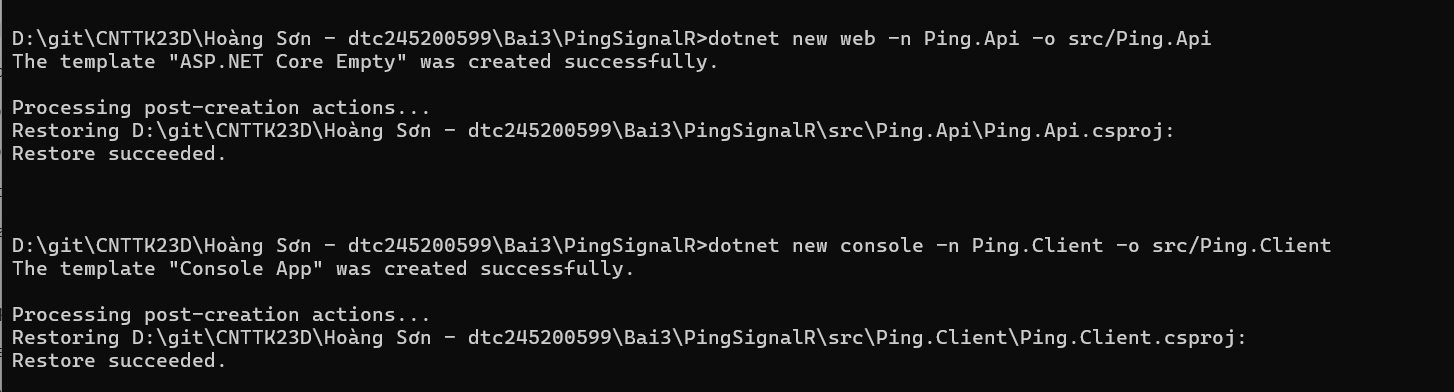 D:\git\CNTTK23D\Hoàng Sơn - dtc245200599\Bai3\PingSignalR>dotnet new web -n Ping.Api -o src/Ping.Api
The template "ASP.NET Core Empty" was created successfully.
Processing post-creation actions...
Restoring D:\git\CNTTK23D\Hoàng Sơn - dtc245200599\Bai3\PingSignalR\src\Ping.Api\Ping.Api.csproj:
Restore succeeded.
D:\git\CNTTK23D\Hoàng Sơn - dtc245200599\Bai3\PingSignalR>dotnet new console -n Ping.Client -o src/Ping.Client
The template "Console App" was created successfully.
Processing post-creation actions...
Restoring D:\git\CNTTK23D\Hoàng Sơn - dtc245200599\Bai3\PingSignalR\src\Ping.Client\Ping.Client.csproj:
Restore succeeded.